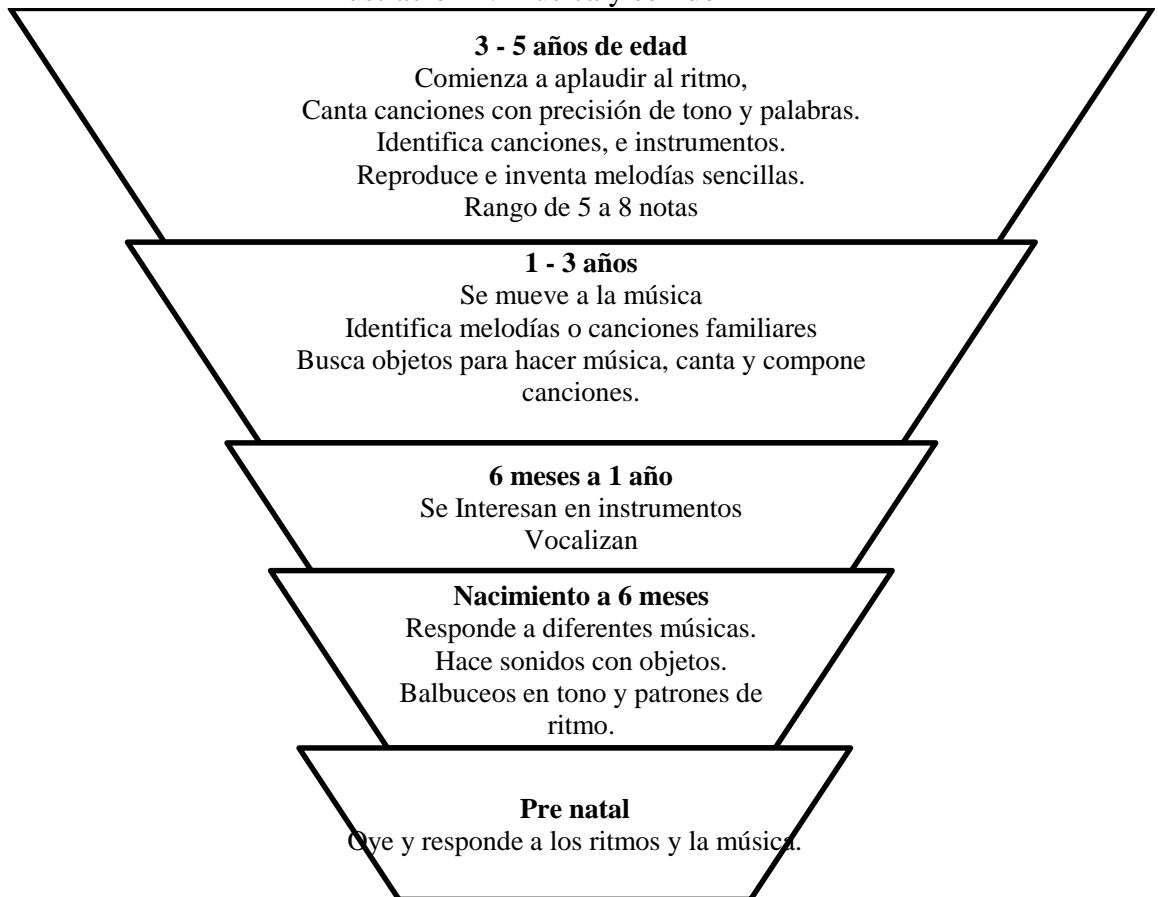 3 - 5 años de edad
Comienza a aplaudir al ritmo,
Canta canciones con precisión de tono y palabras.
Identifica canciones, e instrumentos.
Reproduce e inventa melodías sencillas.
Rango de 5 a 8 notas
1 - 3 años
Se mueve a la música
Identifica melodías o canciones familiares
Busca objetos para hacer música, canta y compone
canciones.
6 meses a 1 año
Se Interesan en instrumentos
Vocalizan
Nacimiento a 6 meses
Responde a diferentes músicas.
Hace sonidos con objetos.
Balbuceos en tono y patrones de
ritmo.
Pre natal
Oye y responde a los ritmos y la música.